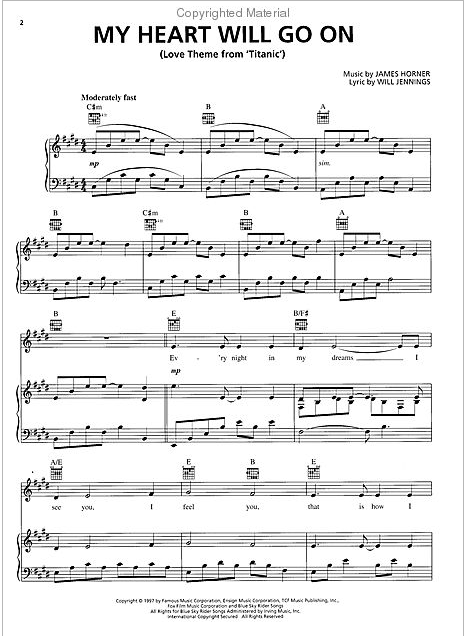 Copyrighted Material
2
MY HEART WILL GO ON
(Love Theme from 'Titanic')
Music by JAMES HORNER
Lyric by WILL JENNINGS
Moderately fast
C♯m B A
mp sim.
B C♯m B A
B E B/F♯
Ev - 'ry night in my dreams I
mp
A/E E B E
see you, I feel you, that is how I
Copyright © 1997 by Famous Music Corporation, Ensign Music Corporation, TCF Music Publishing, Inc.,
Fox Film Music Corporation and Blue Sky Rider Songs
All Rights for Blue Sky Rider Songs Administered by Irving Music, Inc.
International Copyright Secured All Rights Reserved